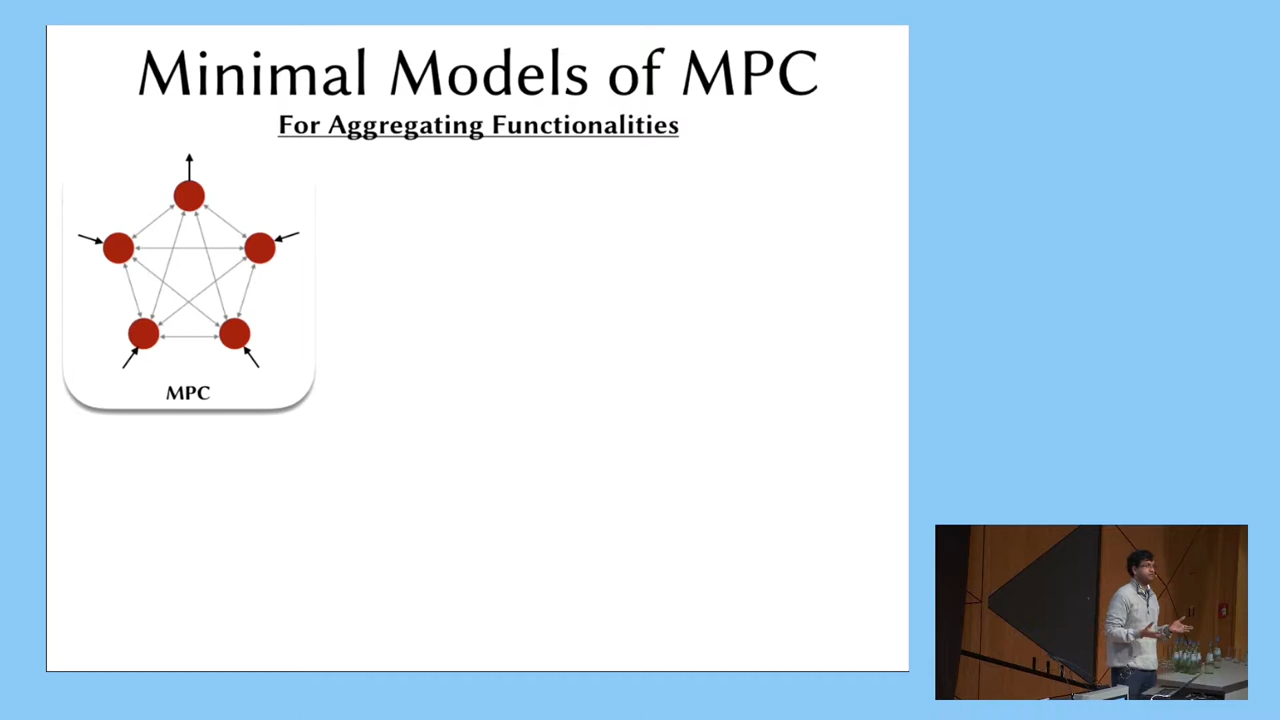 Minimal Models of MPC
For Aggregating Functionalities
MPC